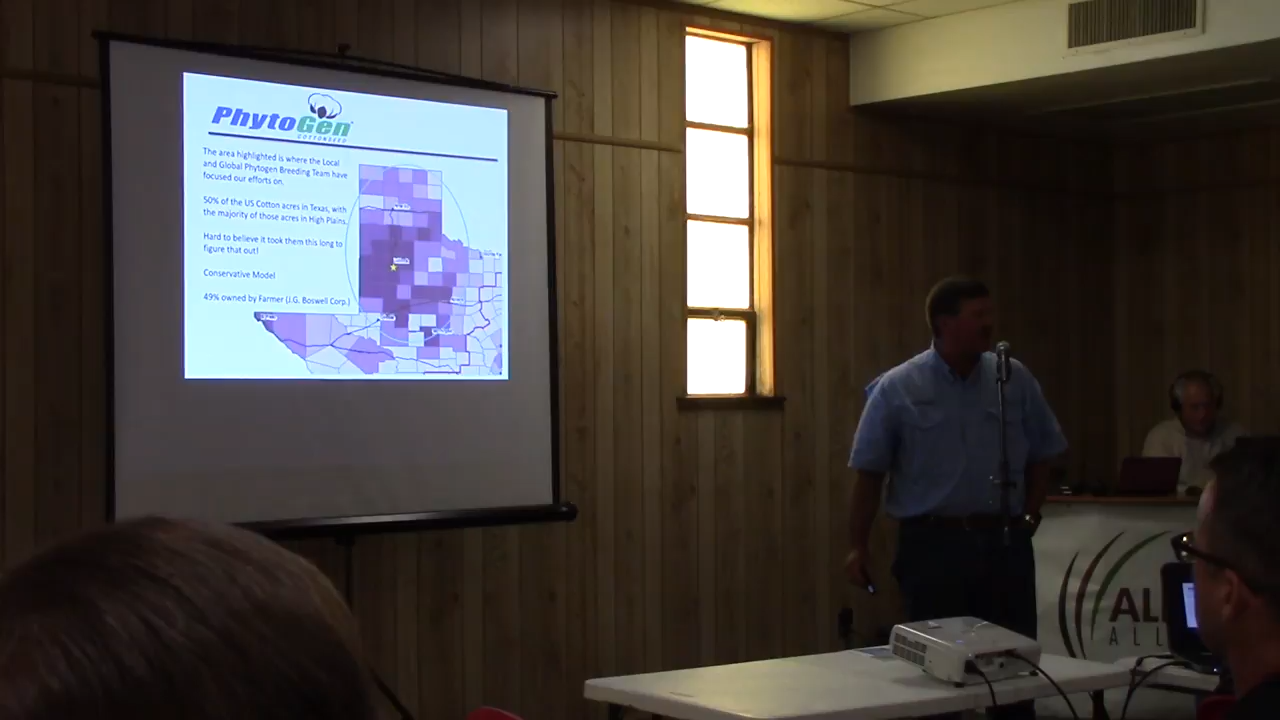 PhytoGen
COTTONSEED
The area highlighted is where the Local
and Global Phytogen Breeding Team have
focused our efforts on.
50% of the US Cotton acres in Texas, with
the majority of those acres in High Plains.
Hard to believe it took them this long to
figure that out!
Conservative Model
49% owned by Farmer (J.G. Boswell Corp.)
AL
ALL